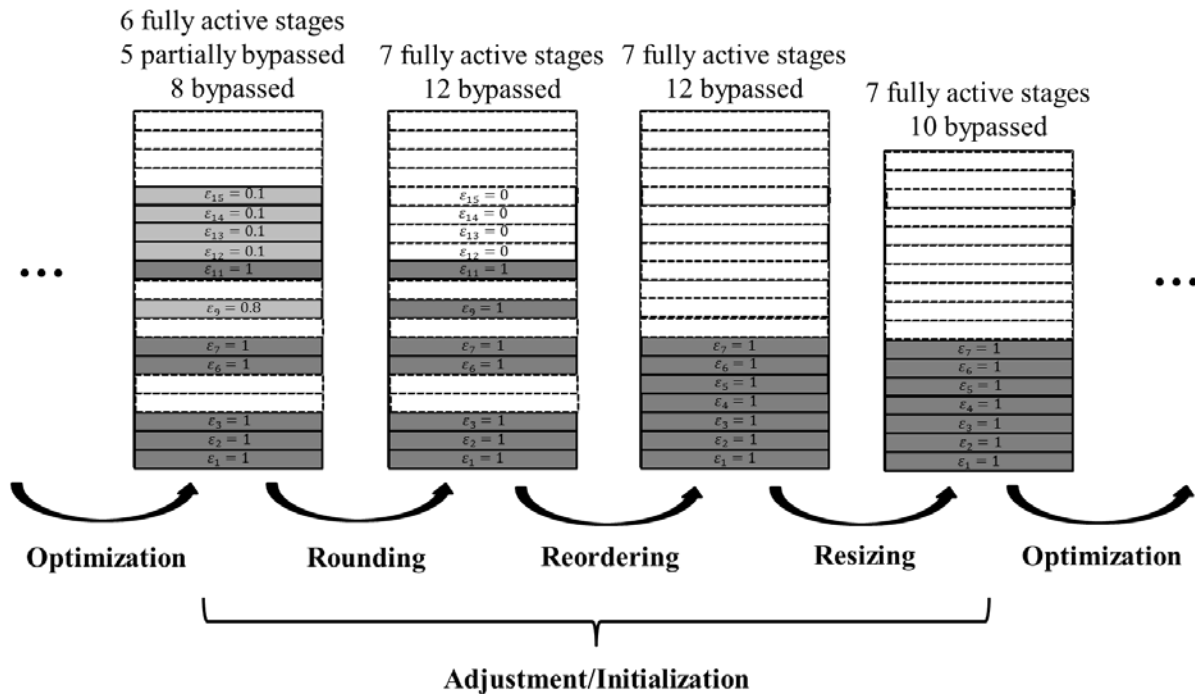 6 fully active stages
5 partially bypassed
8 bypassed
ε₁₅ = 0.1
ε₁₄ = 0.1
ε₁₃ = 0.1
ε₁₂ = 0.1
ε₁₁ = 1
ε₉ = 0.8
ε₇ = 1
ε₆ = 1
ε₃ = 1
ε₂ = 1
ε₁ = 1
7 fully active stages
12 bypassed
ε₁₅ = 0
ε₁₄ = 0
ε₁₃ = 0
ε₁₂ = 0
ε₁₁ = 1
ε₉ = 1
ε₇ = 1
ε₆ = 1
ε₃ = 1
ε₂ = 1
ε₁ = 1
7 fully active stages
12 bypassed
ε₇ = 1
ε₆ = 1
ε₅ = 1
ε₄ = 1
ε₃ = 1
ε₂ = 1
ε₁ = 1
7 fully active stages
10 bypassed
ε₇ = 1
ε₆ = 1
ε₅ = 1
ε₄ = 1
ε₃ = 1
ε₂ = 1
ε₁ = 1
...
...
Optimization
Rounding
Reordering
Resizing
Optimization
Adjustment/Initialization